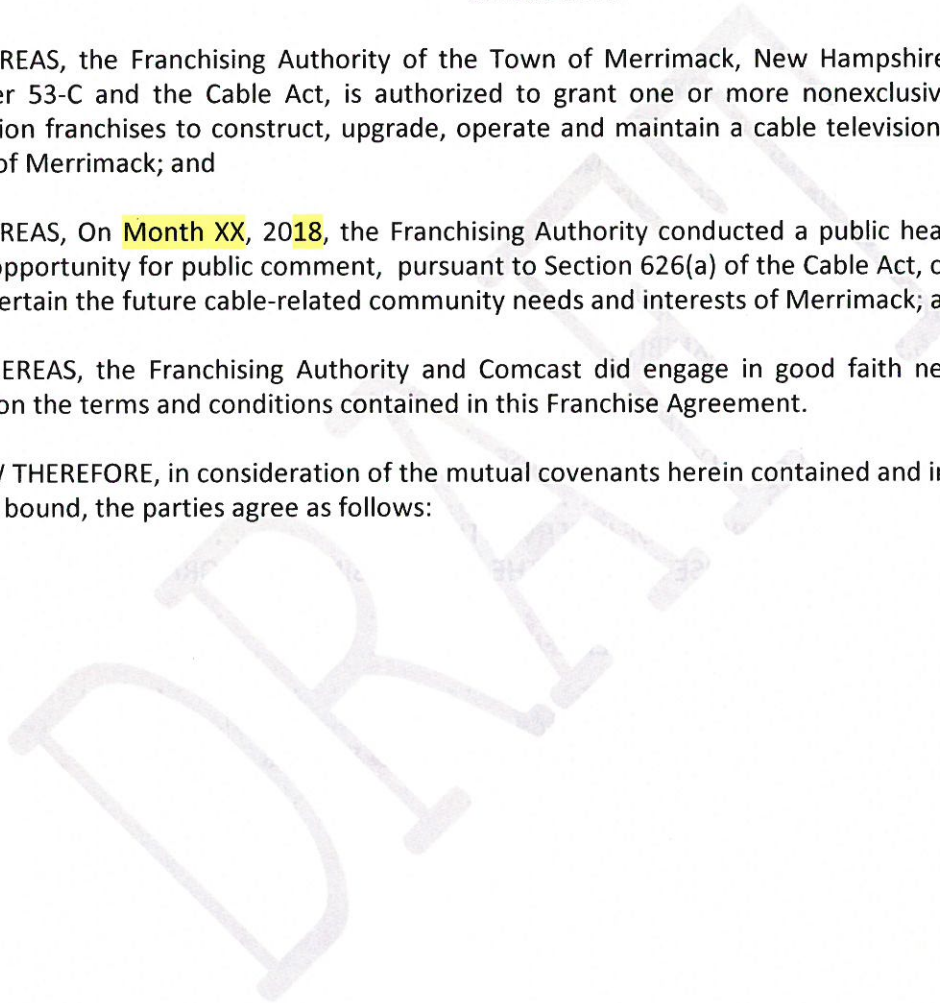 REAS, the Franchising Authority of the Town of Merrimack, New Hampshire
er 53-C and the Cable Act, is authorized to grant one or more nonexclusiv
ion franchises to construct, upgrade, operate and maintain a cable television
of Merrimack; and
REAS, On Month XX, 2018, the Franchising Authority conducted a public hea
opportunity for public comment, pursuant to Section 626(a) of the Cable Act, c
ertain the future cable-related community needs and interests of Merrimack; a
EREAS, the Franchising Authority and Comcast did engage in good faith ne
on the terms and conditions contained in this Franchise Agreement.
THEREFORE, in consideration of the mutual covenants herein contained and i
bound, the parties agree as follows:
DRAFT